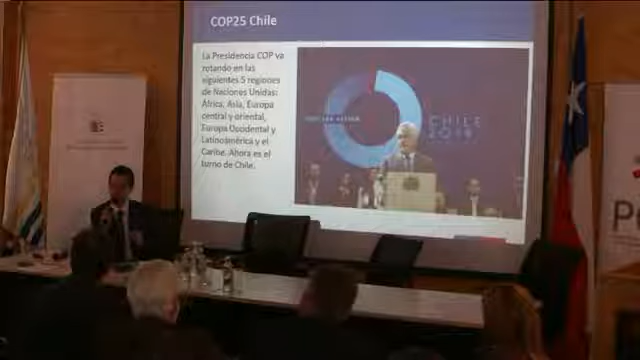 COP25 Chile
La Presidencia COP va
rotando en las
siguientes 5 regiones
de Naciones Unidas:
África, Asia, Europa
central y oriental,
Europa Occidental y
Latinoamérica y el
Caribe. Ahora es el
turno de Chile.
CHILE
2019
P